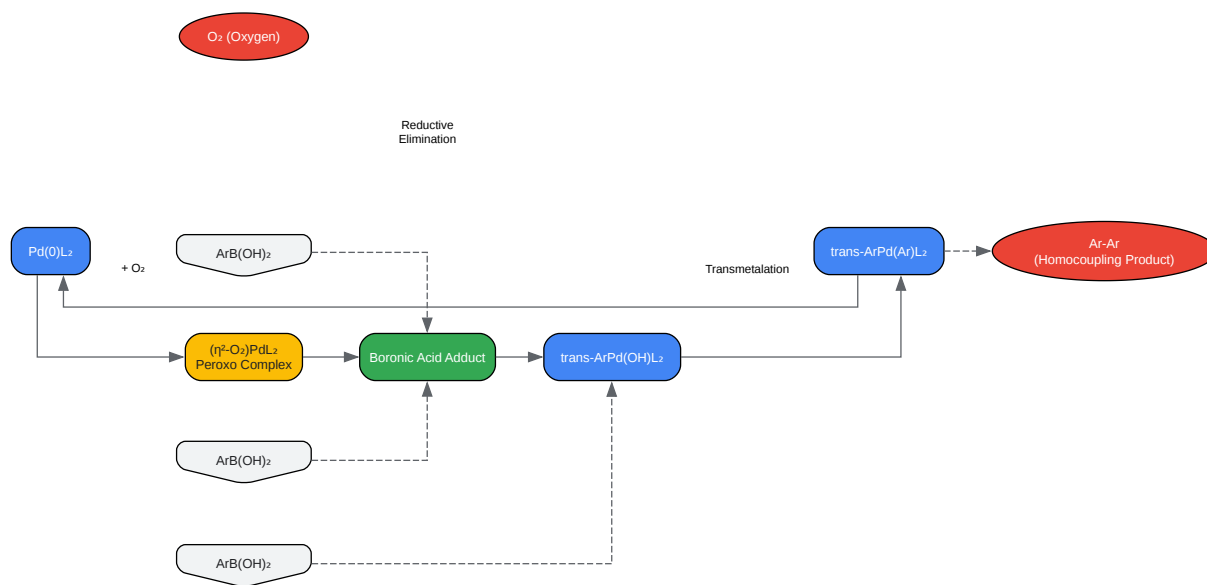 O₂ (Oxygen)
Reductive
Elimination
Pd(0)L₂
+ O₂
ArB(OH)₂
Transmetalation
trans-ArPd(Ar)L₂
Ar-Ar
(Homocoupling Product)
(η²-O₂)PdL₂
Peroxo Complex
Boronic Acid Adduct
trans-ArPd(OH)L₂
ArB(OH)₂
ArB(OH)₂